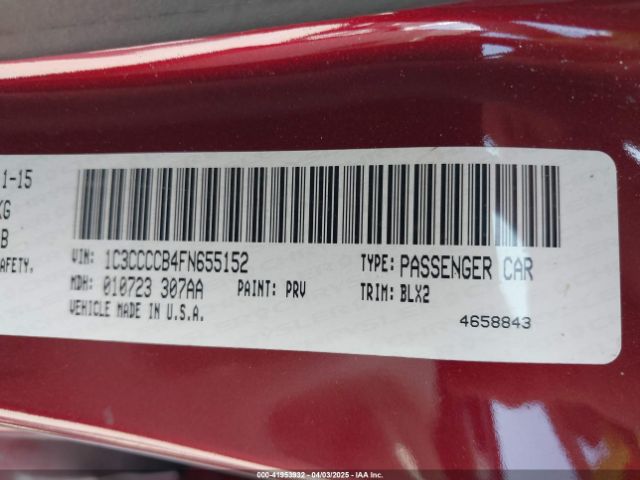 1-15
KG
B
AFETY.
VIN: 1C3CCCCB4FN655152 TYPE: PASSENGER CAR
MDH: 010723 307AA PAINT: PRV TRIM: BLX2
VEHICLE MADE IN U.S.A.
4658843
000-41953932 - 04/03/2025 - IAA Inc.